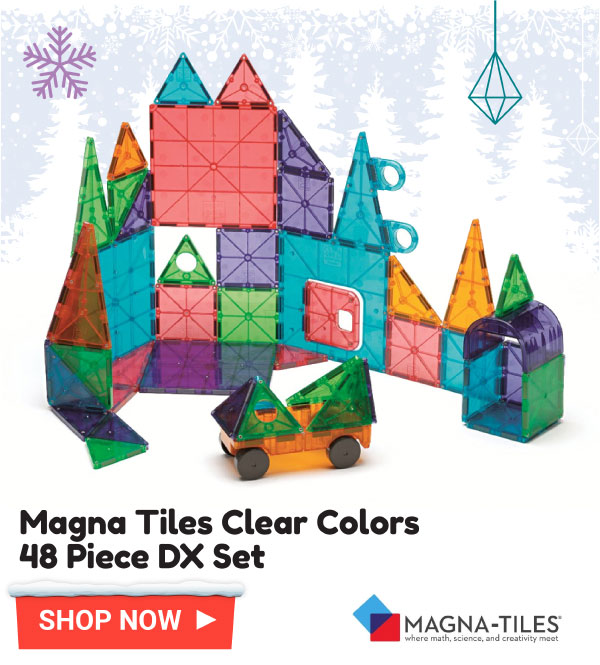 Magna Tiles Clear Colors
48 Piece DX Set
SHOP NOW
MAGNA-TILES®
where math, science, and creativity meet